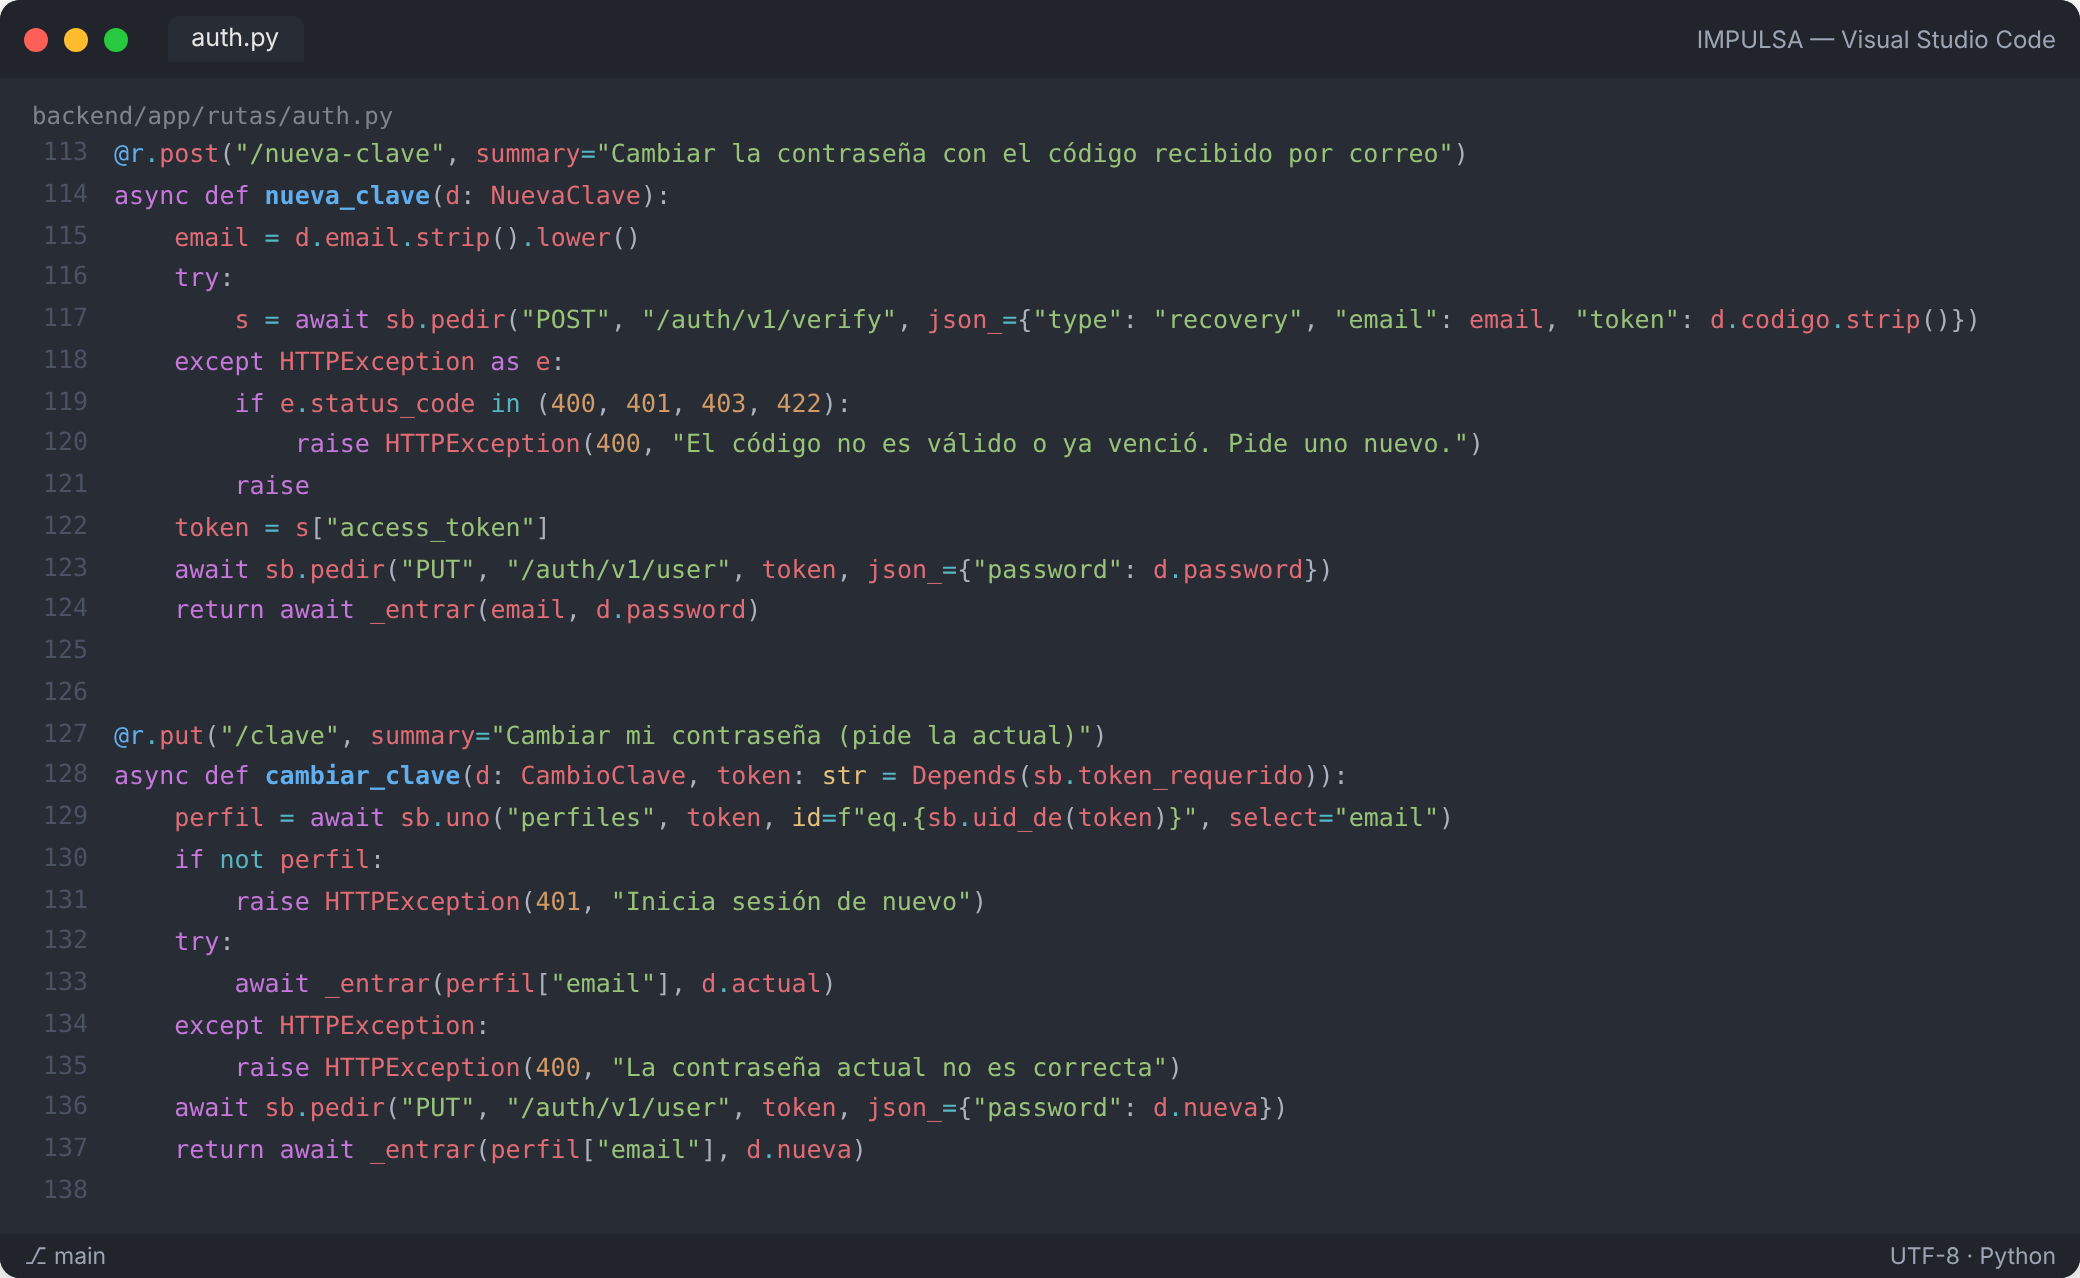 auth.py
IMPULSA — Visual Studio Code
backend/app/rutas/auth.py
113 @r.post("/nueva-clave", summary="Cambiar la contraseña con el código recibido por correo")
114 async def nueva_clave(d: NuevaClave):
115     email = d.email.strip().lower()
116     try:
117         s = await sb.pedir("POST", "/auth/v1/verify", json_={"type": "recovery", "email": email, "token": d.codigo.strip()})
118     except HTTPException as e:
119         if e.status_code in (400, 401, 403, 422):
120             raise HTTPException(400, "El código no es válido o ya venció. Pide uno nuevo.")
121         raise
122     token = s["access_token"]
123     await sb.pedir("PUT", "/auth/v1/user", token, json_={"password": d.password})
124     return await _entrar(email, d.password)
125
126
127 @r.put("/clave", summary="Cambiar mi contraseña (pide la actual)")
128 async def cambiar_clave(d: CambioClave, token: str = Depends(sb.token_requerido)):
129     perfil = await sb.uno("perfiles", token, id=f"eq.{sb.uid_de(token)}", select="email")
130     if not perfil:
131         raise HTTPException(401, "Inicia sesión de nuevo")
132     try:
133         await _entrar(perfil["email"], d.actual)
134     except HTTPException:
135         raise HTTPException(400, "La contraseña actual no es correcta")
136     await sb.pedir("PUT", "/auth/v1/user", token, json_={"password": d.nueva})
137     return await _entrar(perfil["email"], d.nueva)
138
⎇ main
UTF-8 · Python